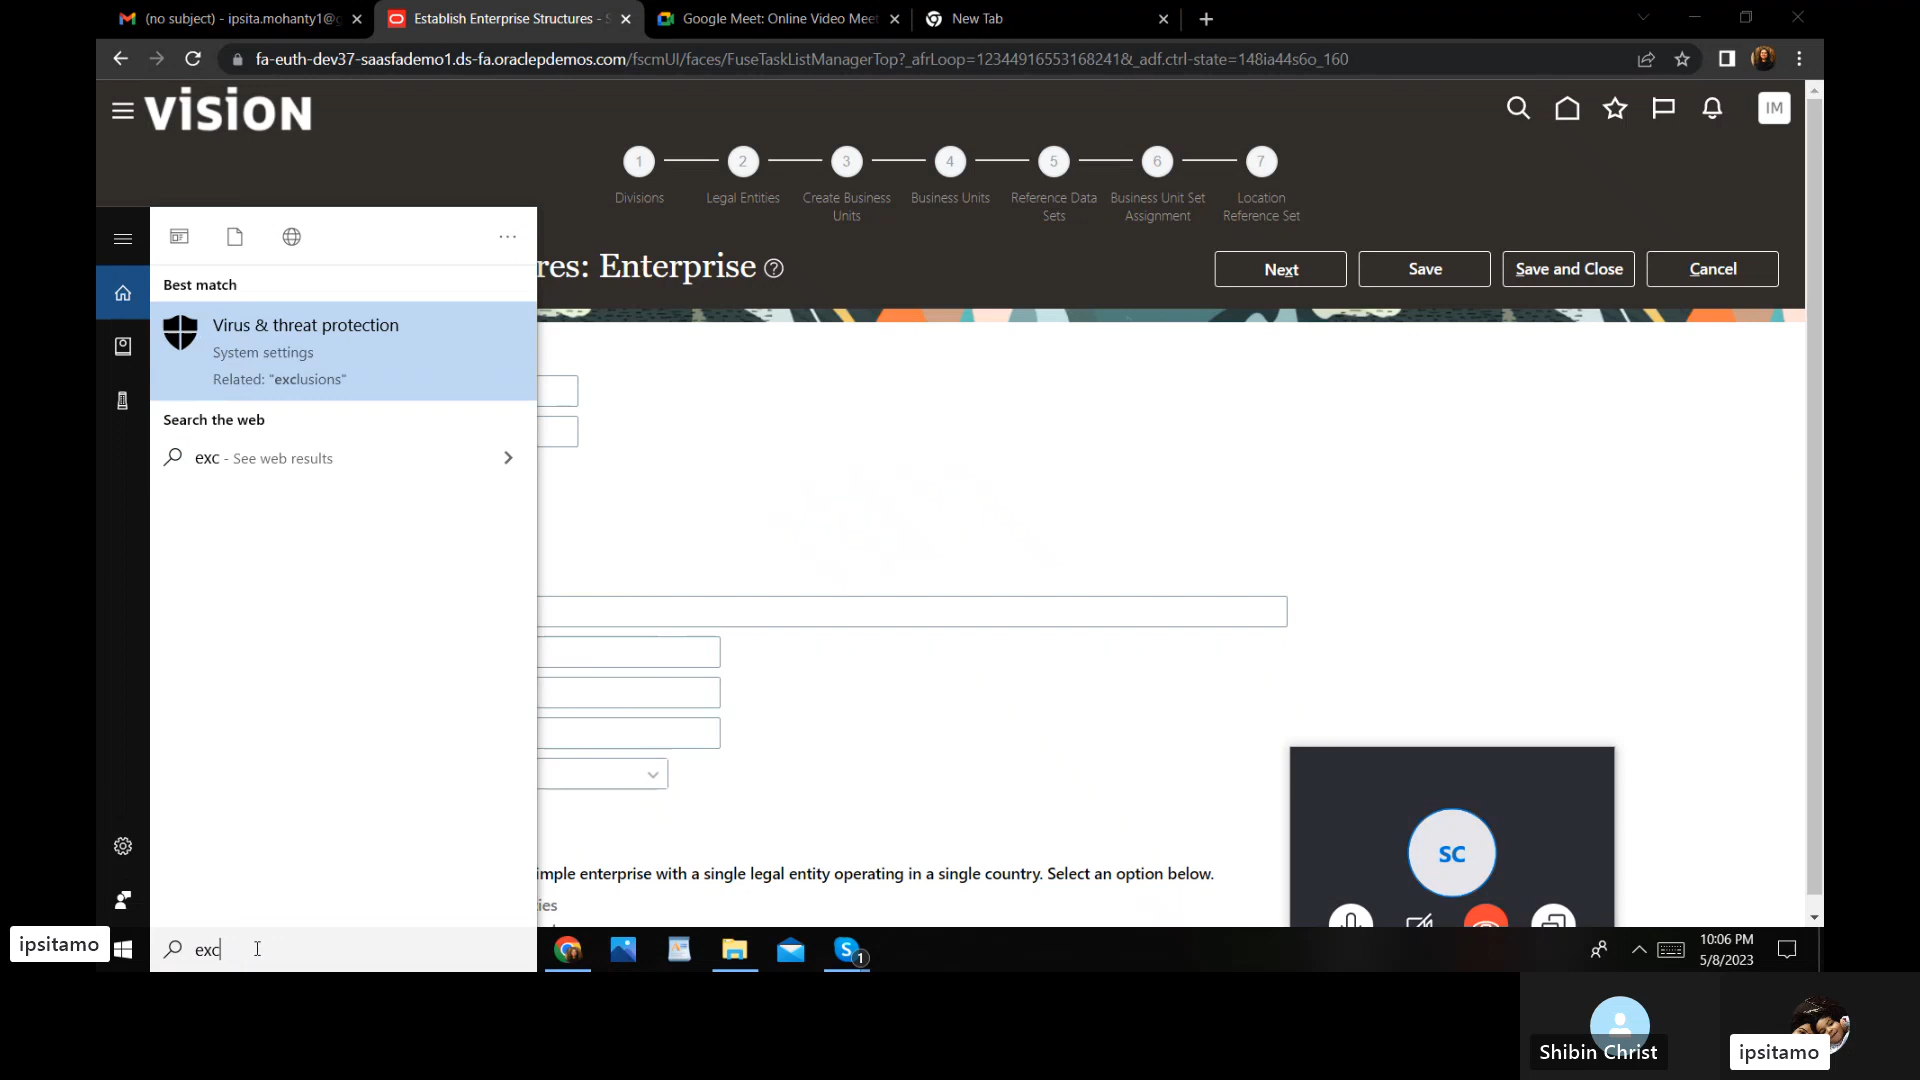 (no subject) - ipsita.mohanty1@g
Establish Enterprise Structures - S
Google Meet: Online Video Meet
New Tab
fa-euth-dev37-saasfademo1.ds-fa.oraclepdemos.com/fscmUI/faces/FuseTaskListManagerTop?_afrLoop=1234491655316824 1&_adf.ctrl-state=148ia44s6o_160
VISION
IM
1
2
3
4
5
6
7
Divisions
Legal Entities
Create Business
Units
Business Units
Reference Data
Sets
Business Unit Set
Assignment
Location
Reference Set
res: Enterprise
Next
Save
Save and Close
Cancel
Best match
Virus & threat protection
System settings
Related: "exclusions"
Search the web
exc - See web results
imple enterprise with a single legal entity operating in a single country. Select an option below.
ties
SC
ipsitamo
exc
S
1
10:06 PM
5/8/2023
Shibin Christ
ipsitamo